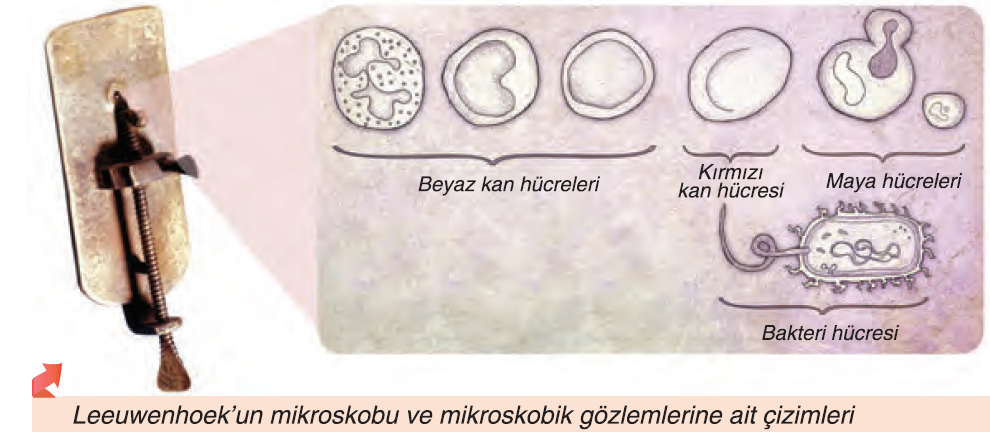 Beyaz kan hücreleri
Kırmızı
kan hücresi
Maya hücreleri
Bakteri hücresi
Leeuwenhoek'un mikroskobu ve mikroskobik gözlemlerine ait çizimleri